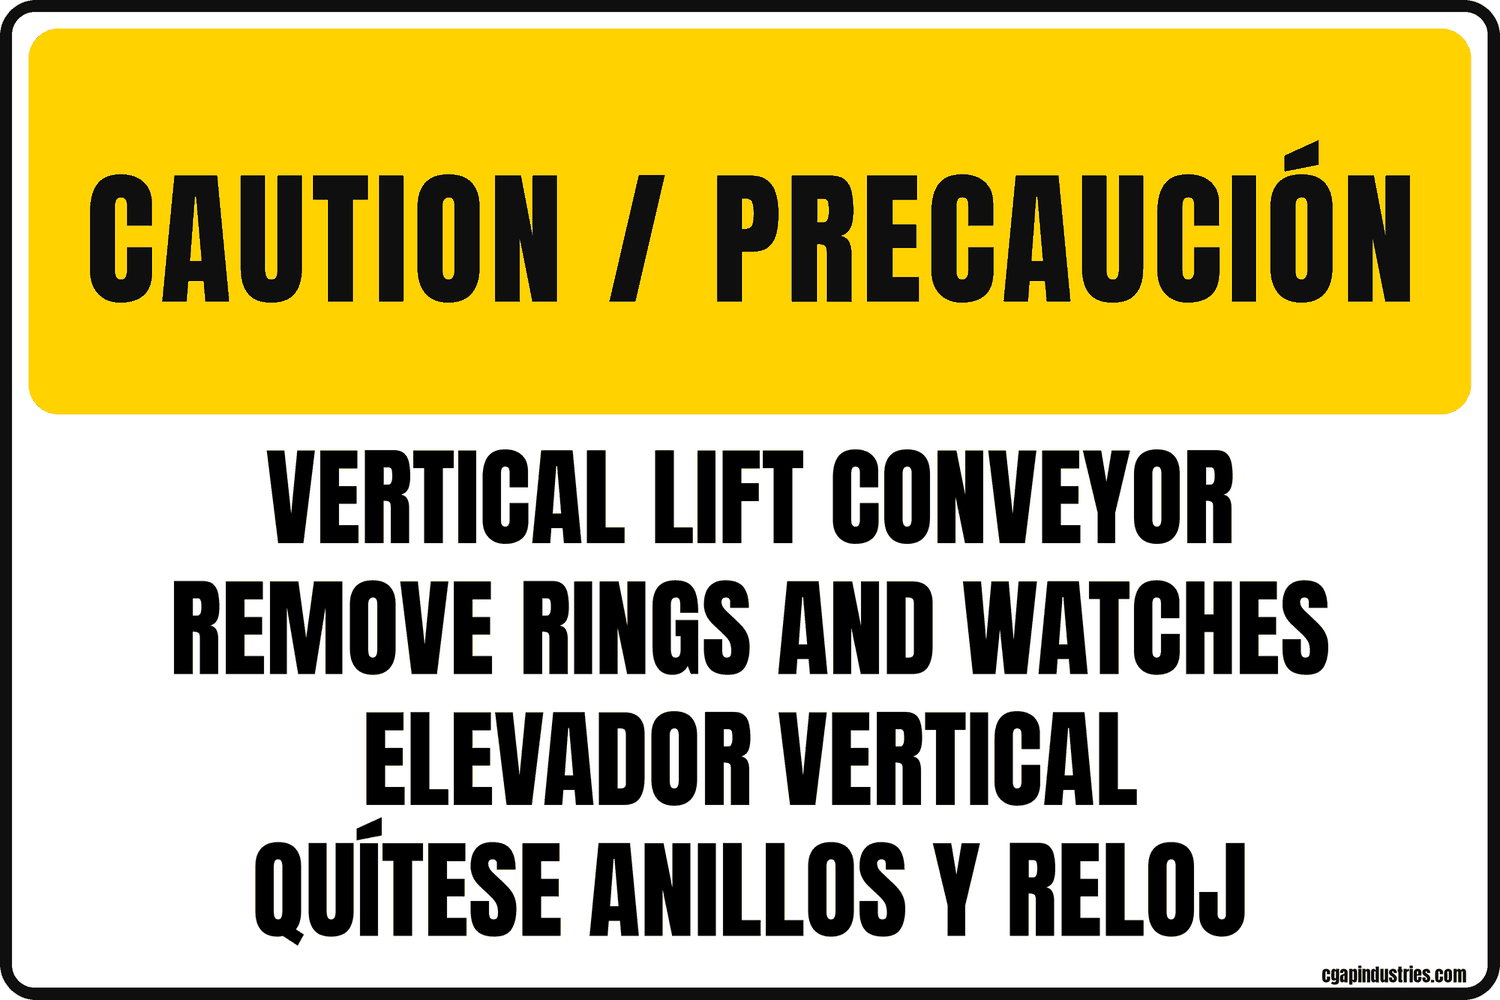 CAUTION / PRECAUCIÓN
VERTICAL LIFT CONVEYOR
REMOVE RINGS AND WATCHES
ELEVADOR VERTICAL
QUÍTESE ANILLOS Y RELOJ
cgapindustries.com